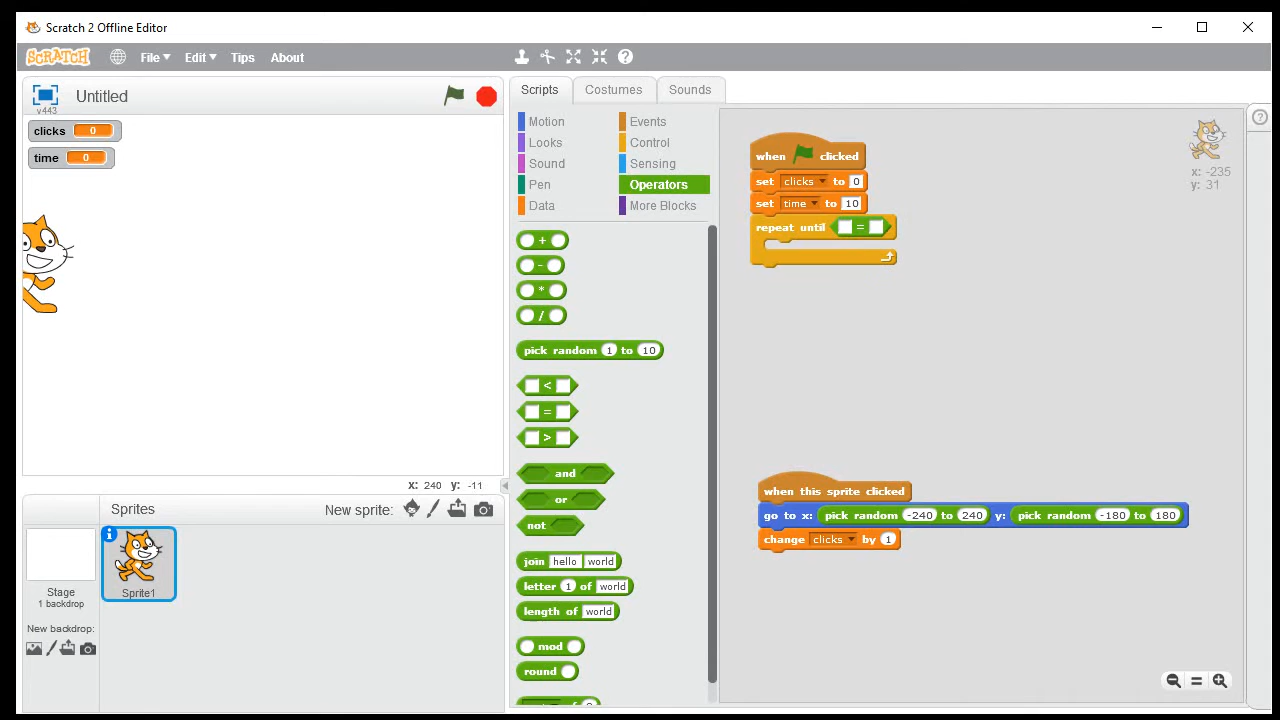 Scratch 2 Offline Editor
SCRATCH File Edit Tips About
v443 Untitled
clicks 0
time 0
x: 240 y: -11
Sprites New sprite:
Sprite1
Stage
1 backdrop
New backdrop:
Scripts Costumes Sounds
Motion Events
Looks Control
Sound Sensing
Pen Operators
Data More Blocks
+
-
*
/
pick random 1 to 10
<
=
>
and
or
not
join hello world
letter 1 of world
length of world
mod
round
when clicked
set clicks to 0
set time to 10
repeat until =
x: -235
y: 31
when this sprite clicked
go to x: pick random -240 to 240 y: pick random -180 to 180
change clicks by 1